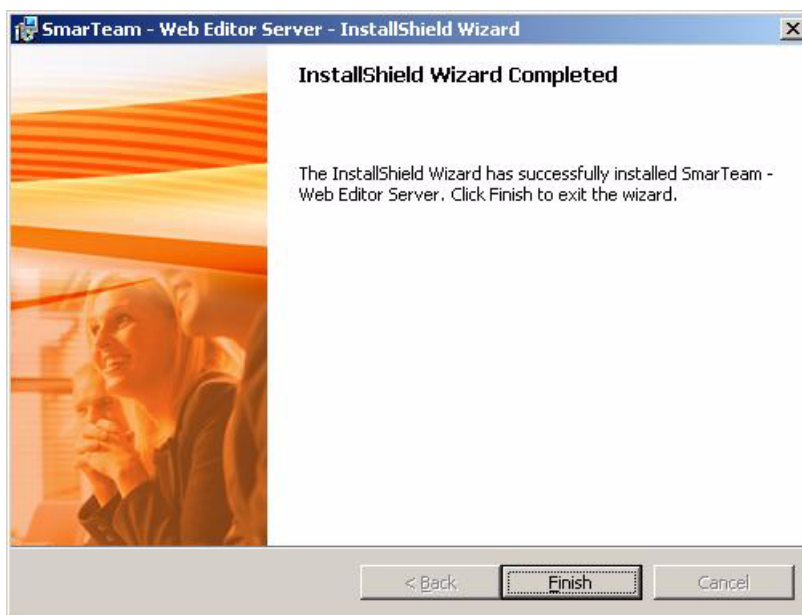 SmarTeam - Web Editor Server - InstallShield Wizard
InstallShield Wizard Completed
The InstallShield Wizard has successfully installed SmarTeam -
Web Editor Server. Click Finish to exit the wizard.
< Back
Finish
Cancel